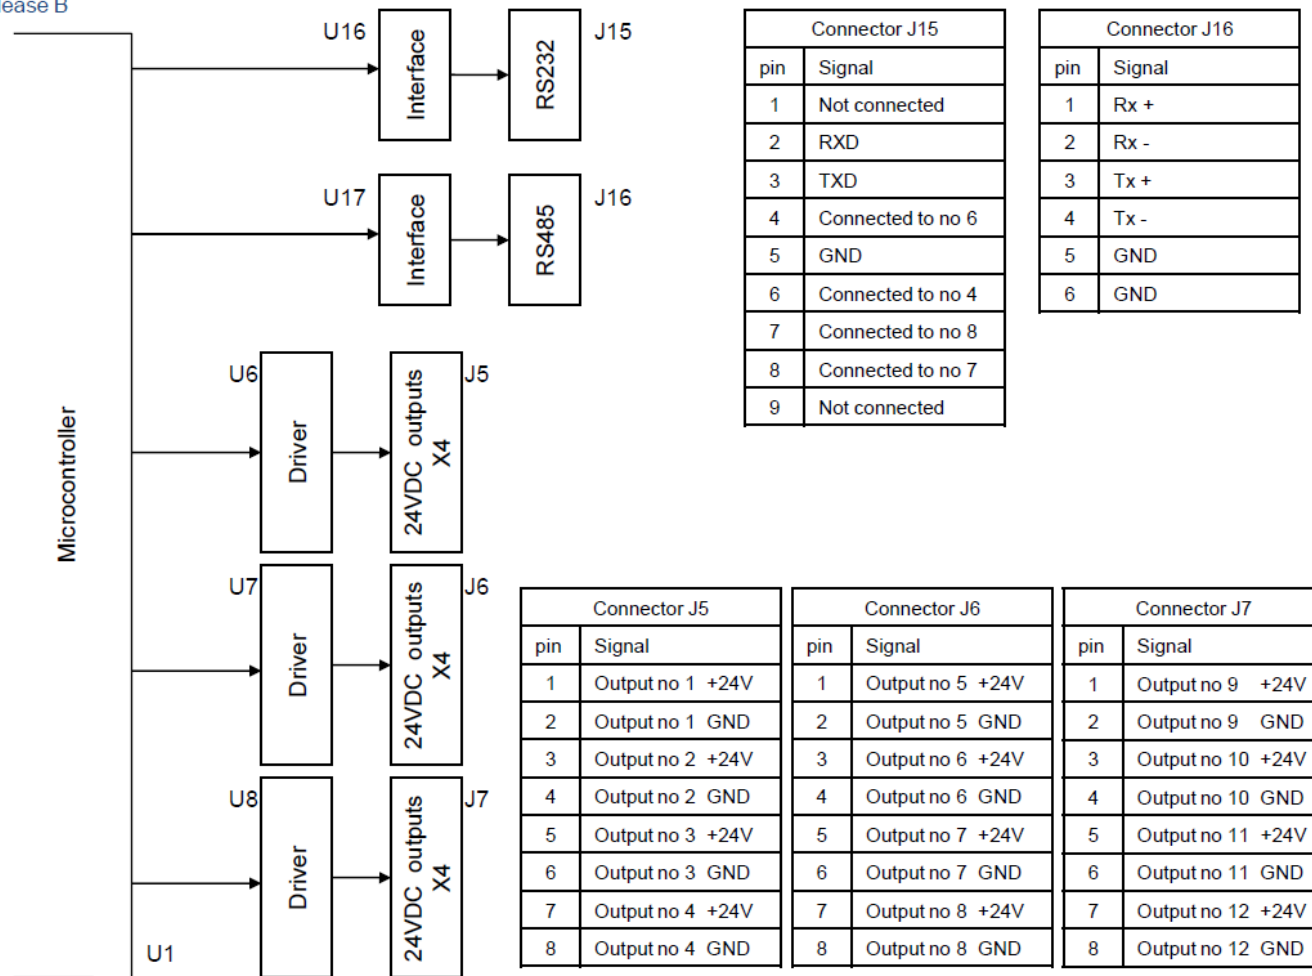 lease B
U16
Interface
RS232
J15
U17
Interface
RS485
J16
Microcontroller
U1
U6
Driver
24VDC outputs
X4
J5
U7
Driver
24VDC outputs
X4
J6
U8
Driver
24VDC outputs
X4
J7
Connector J15
pin Signal
1 Not connected
2 RXD
3 TXD
4 Connected to no 6
5 GND
6 Connected to no 4
7 Connected to no 8
8 Connected to no 7
9 Not connected
Connector J16
pin Signal
1 Rx +
2 Rx -
3 Tx +
4 Tx -
5 GND
6 GND
Connector J5
pin Signal
1 Output no 1 +24V
2 Output no 1 GND
3 Output no 2 +24V
4 Output no 2 GND
5 Output no 3 +24V
6 Output no 3 GND
7 Output no 4 +24V
8 Output no 4 GND
Connector J6
pin Signal
1 Output no 5 +24V
2 Output no 5 GND
3 Output no 6 +24V
4 Output no 6 GND
5 Output no 7 +24V
6 Output no 7 GND
7 Output no 8 +24V
8 Output no 8 GND
Connector J7
pin Signal
1 Output no 9 +24V
2 Output no 9 GND
3 Output no 10 +24V
4 Output no 10 GND
5 Output no 11 +24V
6 Output no 11 GND
7 Output no 12 +24V
8 Output no 12 GND